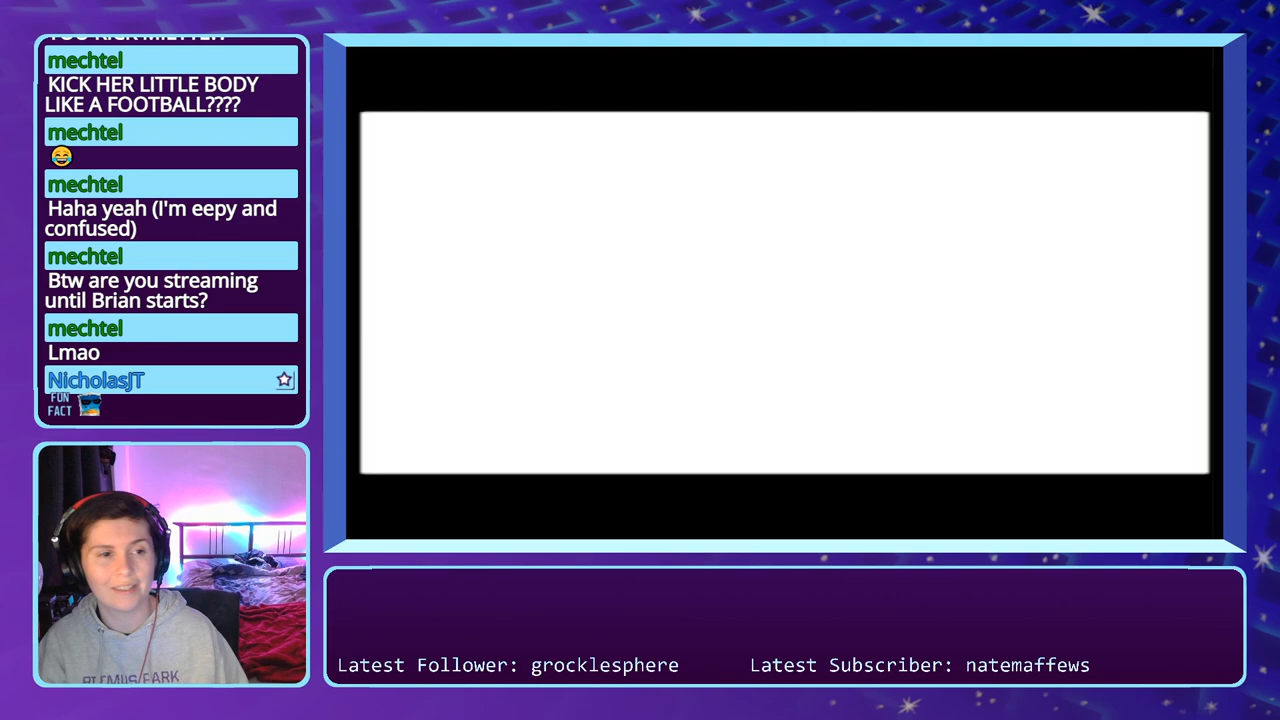 mechtel
KICK HER LITTLE BODY
LIKE A FOOTBALL????
mechtel
mechtel
Haha yeah (I'm eepy and
confused)
mechtel
Btw are you streaming
until Brian starts?
mechtel
Lmao
NicholasJT
FUN
FACT
Latest Follower: grocklesphere
Latest Subscriber: natemaffews